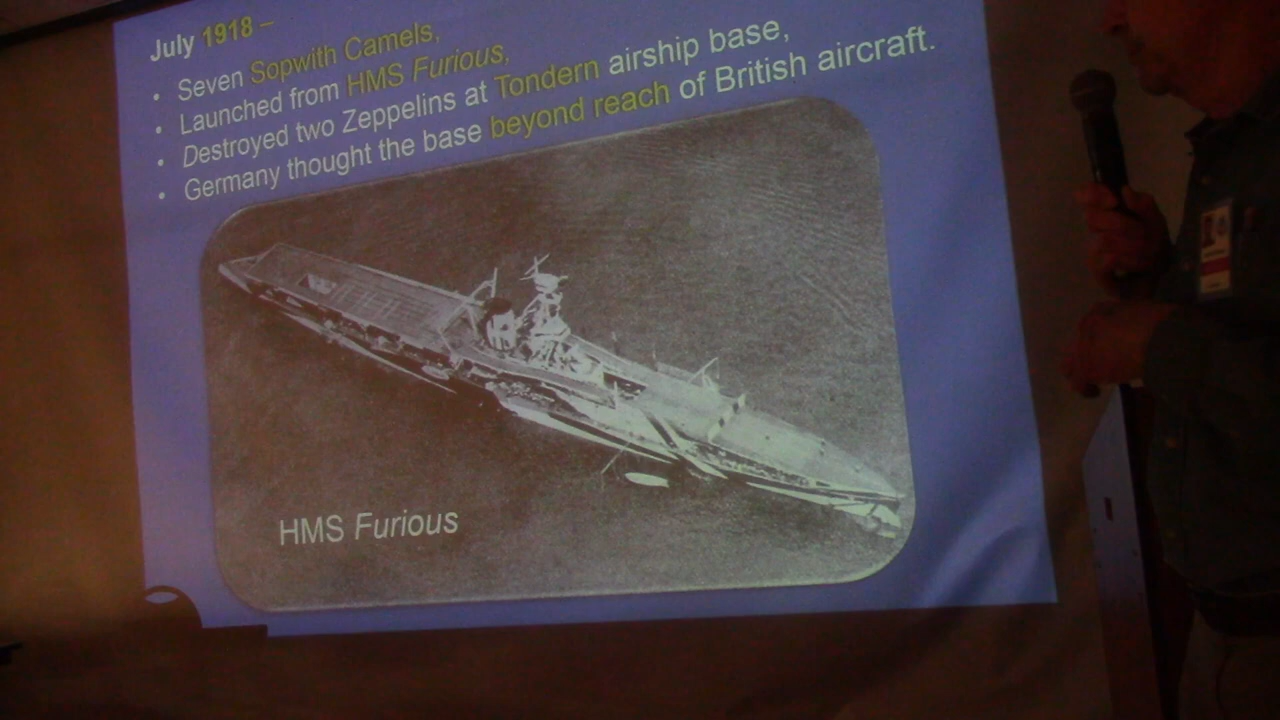 July 1918 –
• Seven Sopwith Camels,
• Launched from HMS Furious,
• Destroyed two Zeppelins at Tondern airship base,
• Germany thought the base beyond reach of British aircraft.
HMS Furious